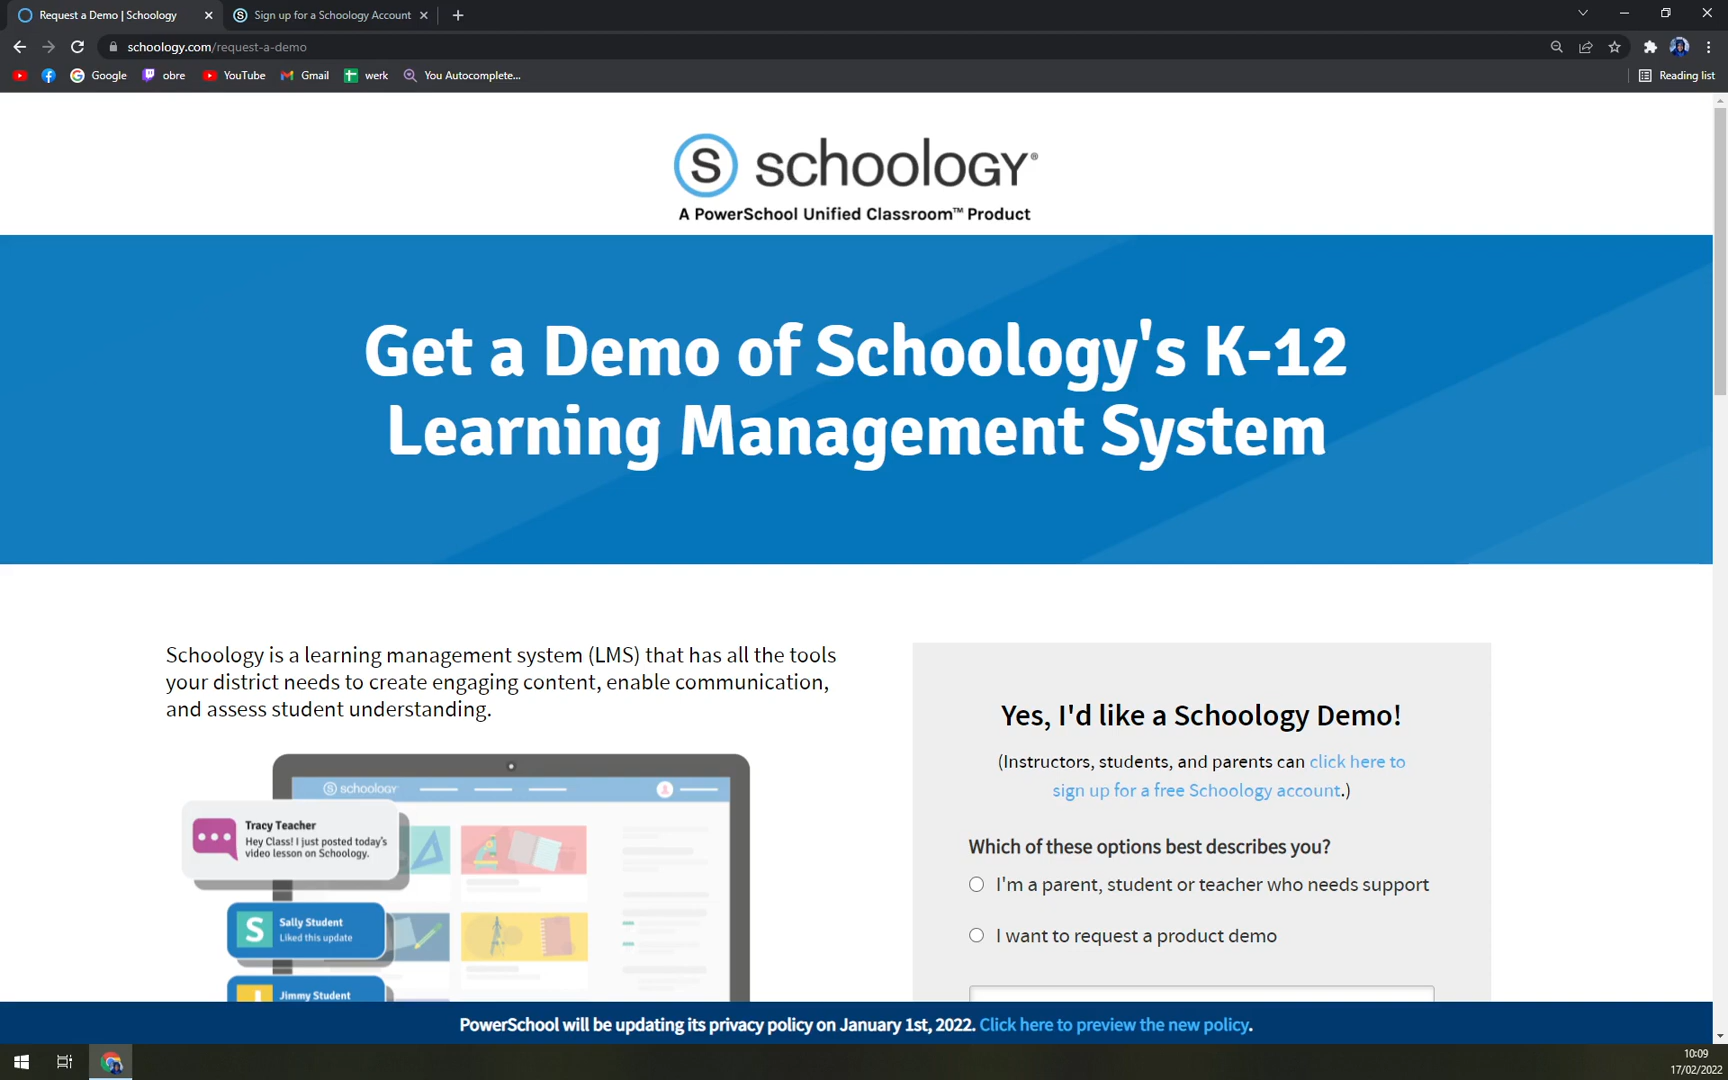 Request a Demo | Schoology
Sign up for a Schoology Account
schoology.com/request-a-demo
Google
obre
YouTube
Gmail
werk
You Autocomplete...
Reading list
S schoology®
A PowerSchool Unified Classroom™ Product
Get a Demo of Schoology's K-12
Learning Management System
Schoology is a learning management system (LMS) that has all the tools
your district needs to create engaging content, enable communication,
and assess student understanding.
S schoology
Tracy Teacher
Hey Class! I just posted today's
video lesson on Schoology.
S
Sally Student
Liked this update
Jimmy Student
Yes, I'd like a Schoology Demo!
(Instructors, students, and parents can click here to
sign up for a free Schoology account.)
Which of these options best describes you?
I'm a parent, student or teacher who needs support
I want to request a product demo
PowerSchool will be updating its privacy policy on January 1st, 2022. Click here to preview the new policy.
10:09
17/02/2022